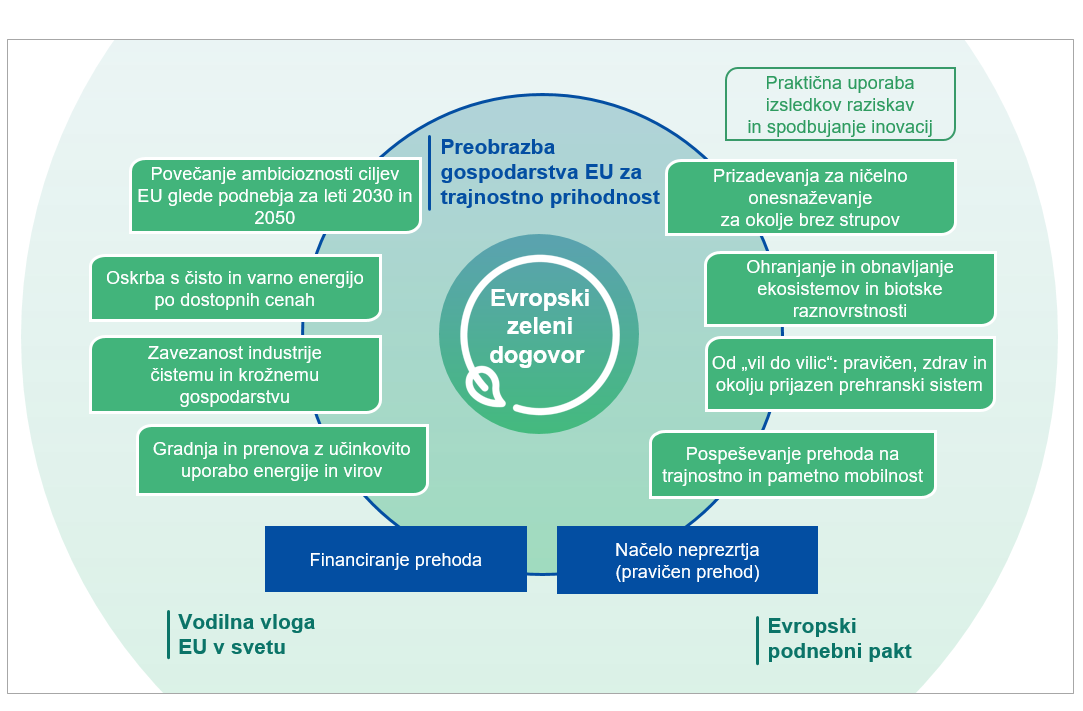 Praktična uporaba
izsledkov raziskav
in spodbujanje inovacij
Preobrazba
gospodarstva EU za
trajnostno prihodnost
Povečanje ambicioznosti ciljev
EU glede podnebja za leti 2030 in
2050
Oskrba s čisto in varno energijo
po dostopnih cenah
Zavezanost industrije
čistemu in krožnemu
gospodarstvu
Gradnja in prenova z učinkovito
uporabo energije in virov
Evropski
zeleni
dogovor
Prizadevanja za ničelno
onesnaževanje
za okolje brez strupov
Ohranjanje in obnavljanje
ekosistemov in biotske
raznovrstnosti
Od „vil do vilic“: pravičen, zdrav in
okolju prijazen prehranski sistem
Pospeševanje prehoda na
trajnostno in pametno mobilnost
Financiranje prehoda
Načelo neprezrtja
(pravičen prehod)
Vodilna vloga
EU v svetu
Evropski
podnebni pakt